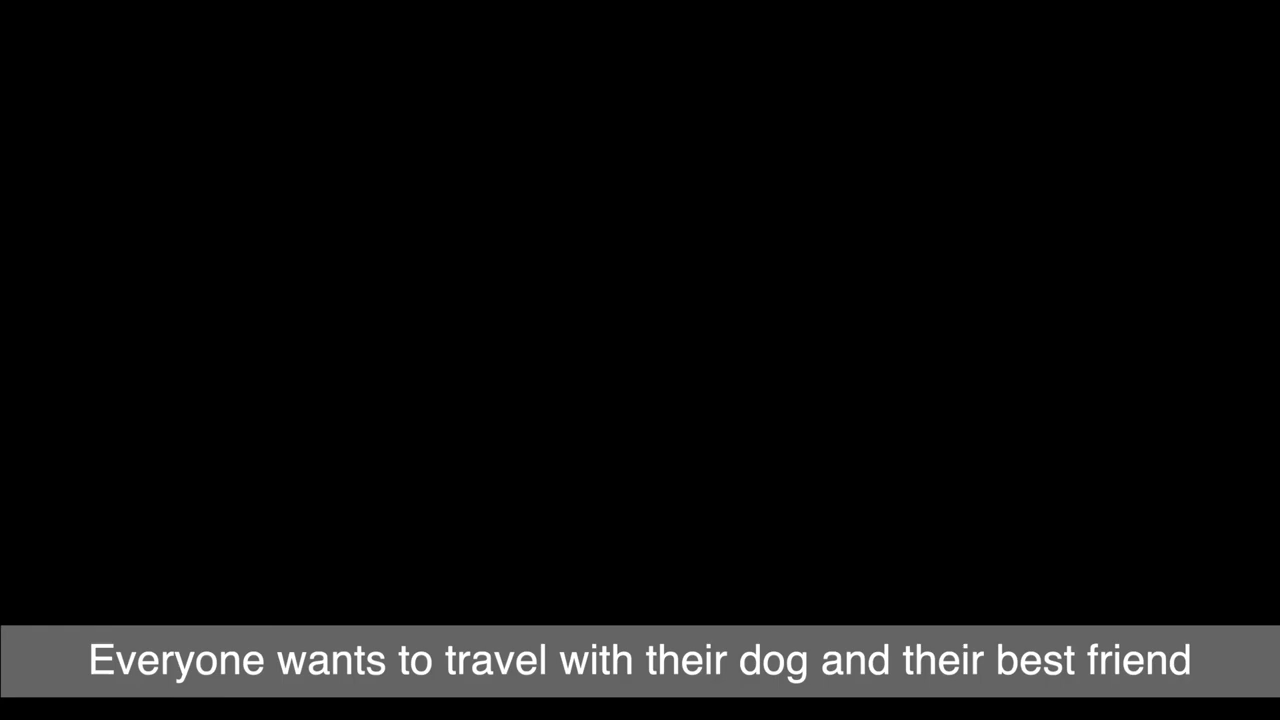 Everyone wants to travel with their dog and their best friend